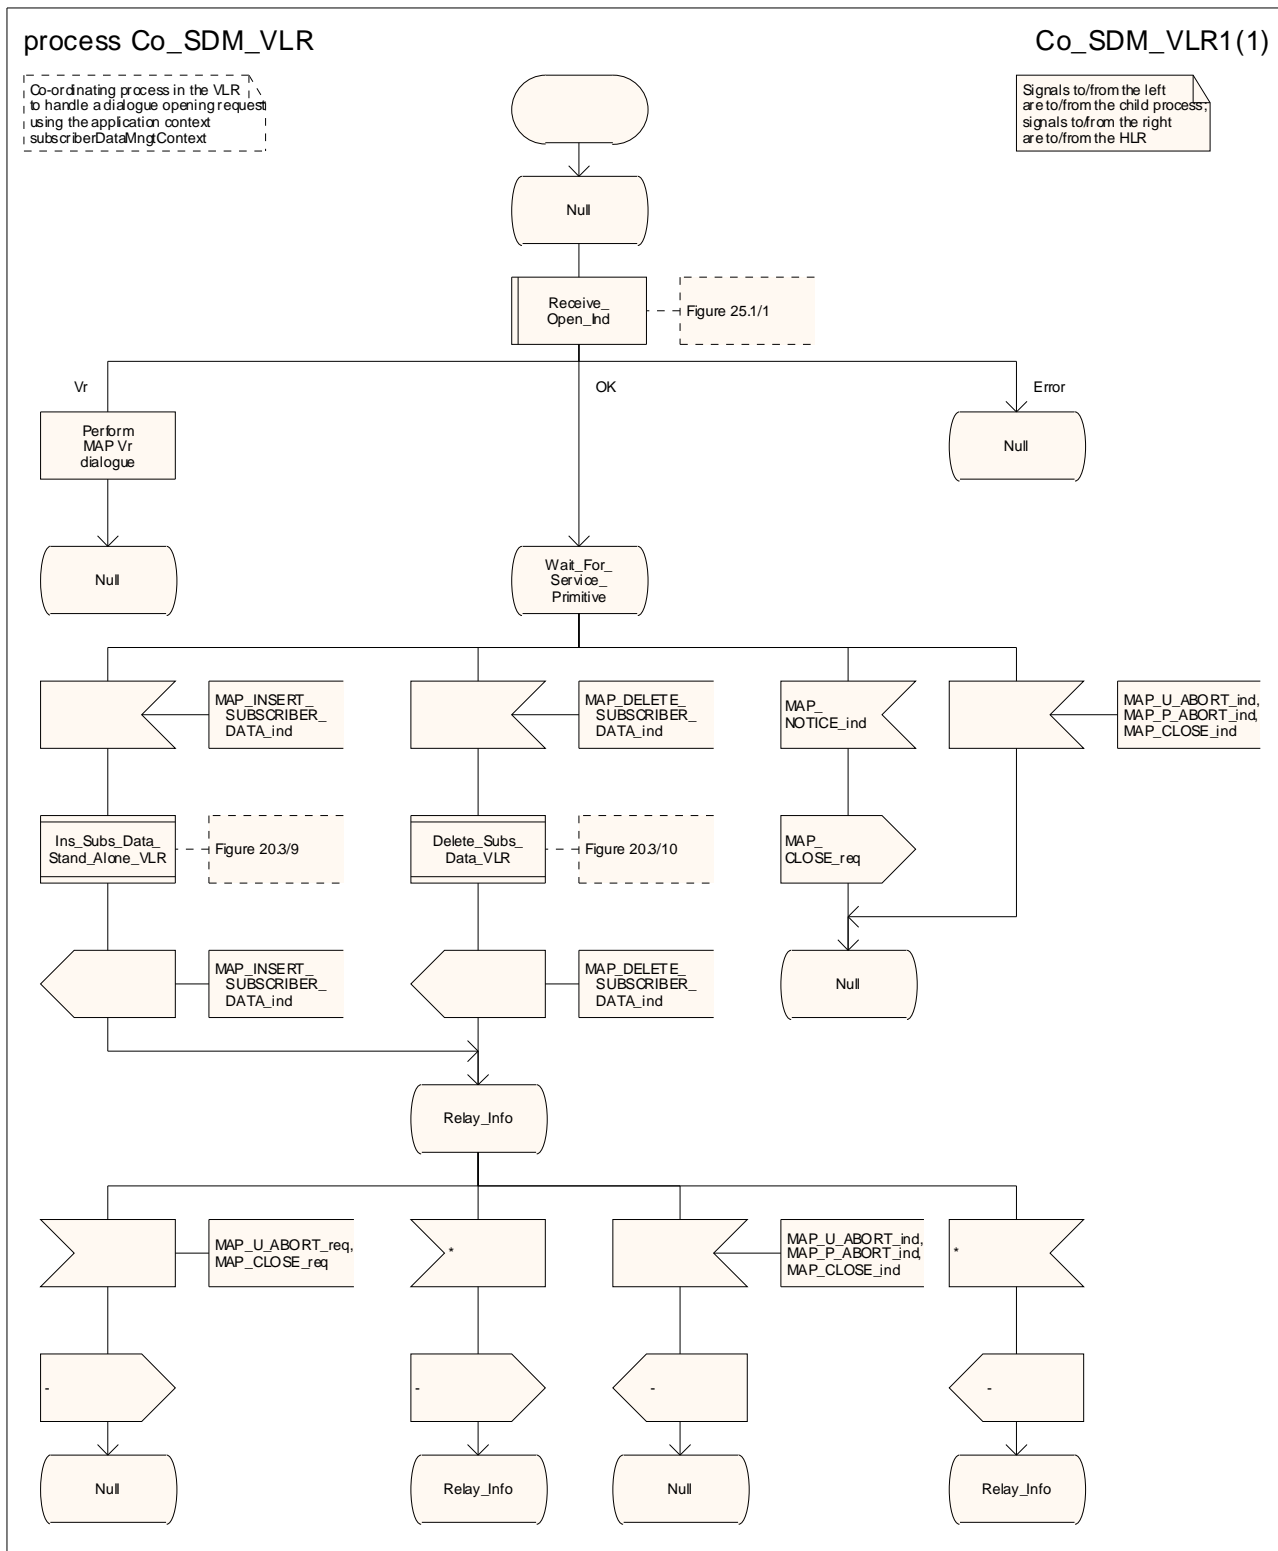 process Co_SDM_VLR
Co_SDM_VLR1(1)
Co-ordinating process in the VLR
to handle a dialogue opening request
using the application context
subscriberDataMngtContext
Signals to/from the left
are to/from the child process;
signals to/from the right
are to/from the HLR
Null
Receive_
Open_Ind
Figure 25.1/1
Vr
OK
Error
Perform
MAP Vr
dialogue
Null
Null
Wait_For_
Service_
Primitive
MAP_INSERT_
SUBSCRIBER_
DATA_ind
MAP_DELETE_
SUBSCRIBER_
DATA_ind
MAP_
NOTICE_ind
MAP_U_ABORT_ind,
MAP_P_ABORT_ind,
MAP_CLOSE_ind
Ins_Subs_Data_
Stand_Alone_VLR
Figure 20.3/9
Delete_Subs_
Data_VLR
Figure 20.3/10
MAP_
CLOSE_req
MAP_INSERT_
SUBSCRIBER_
DATA_ind
MAP_DELETE_
SUBSCRIBER_
DATA_ind
Null
Relay_Info
MAP_U_ABORT_req,
MAP_CLOSE_req
*
MAP_U_ABORT_ind,
MAP_P_ABORT_ind,
MAP_CLOSE_ind
*
-
-
-
-
Null
Relay_Info
Null
Relay_Info